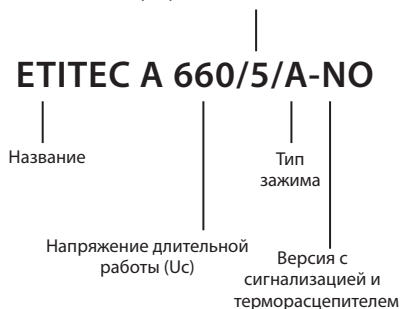 ETITEC A 660/5/A-NO
Название
Тип
зажима
Напряжение длительной
работы (Uc)
Версия с
сигнализацией и
терморасцепителем